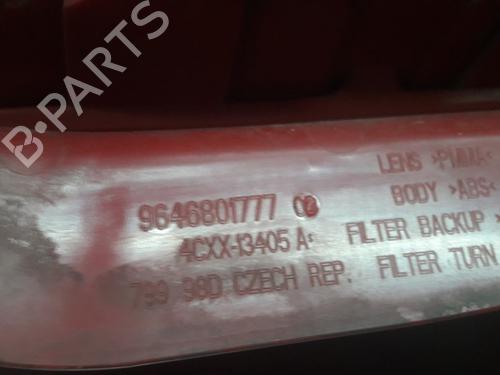 B-PARTS
LENS >PMMA<
9646801777 02 BODY >ABS<
4CXX-13405 A FILTER BACKUP
799 98D CZECH REP. FILTER TURN